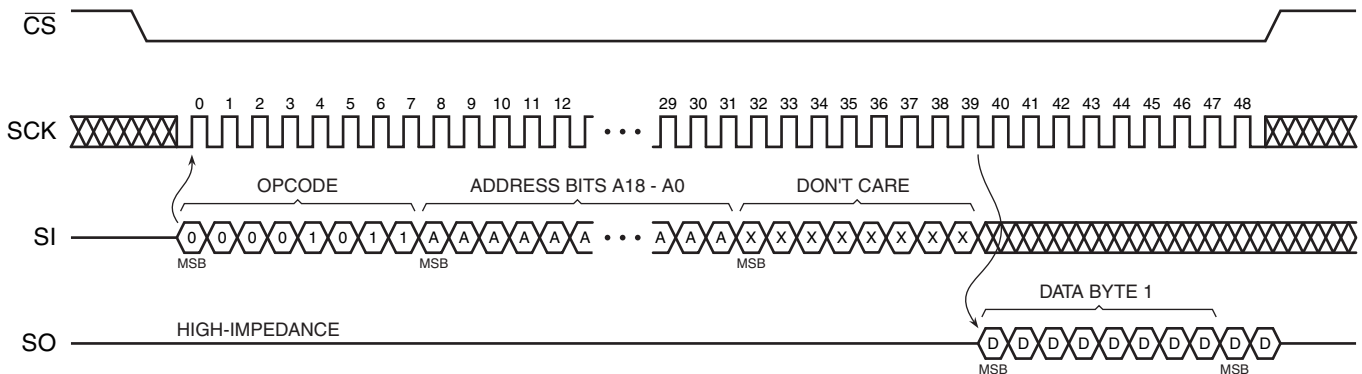 CS
0 1 2 3 4 5 6 7 8 9 10 11 12 29 30 31 32 33 34 35 36 37 38 39 40 41 42 43 44 45 46 47 48
SCK • • •
OPCODE ADDRESS BITS A18 - A0 DON'T CARE
SI 0 0 0 0 1 0 1 1 A A A A A A • • • A A A X X X X X X X X
MSB MSB MSB
DATA BYTE 1
HIGH-IMPEDANCE
SO D D D D D D D D D D
MSB MSB